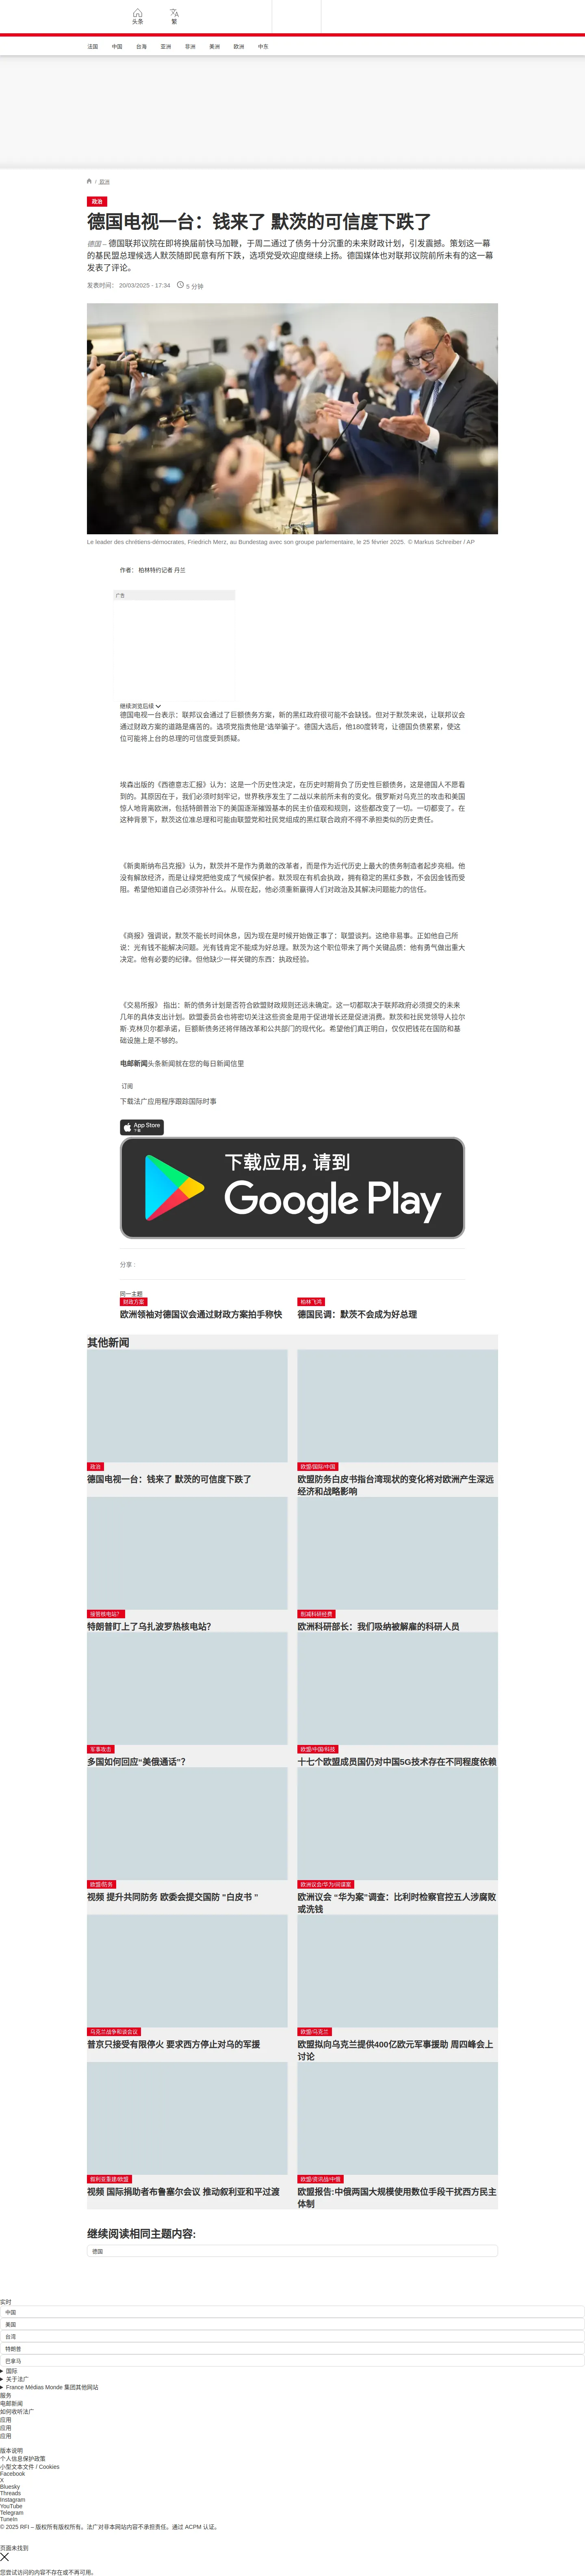 头条
繁
法国
中国
台海
亚洲
非洲
美洲
欧洲
中东
/ 欧洲
政治
德国电视一台：钱来了 默茨的可信度下跌了
德国 – 德国联邦议院在即将换届前快马加鞭，于周二通过了债务十分沉重的未来财政计划，引发震撼。策划这一幕
的基民盟总理候选人默茨随即民意有所下跌，选项党受欢迎度继续上扬。德国媒体也对联邦议院前所未有的这一幕
发表了评论。
发表时间： 20/03/2025 - 17:34
5 分钟
Le leader des chrétiens-démocrates, Friedrich Merz, au Bundestag avec son groupe parlementaire, le 25 février 2025. © Markus Schreiber / AP
作者： 柏林特约记者 丹兰
广告
继续浏览后续
德国电视一台表示：联邦议会通过了巨额债务方案，新的黑红政府很可能不会缺钱。但对于默茨来说，让联邦议会
通过财政方案的道路是痛苦的。选项党指责他是“选举骗子”。德国大选后，他180度转弯，让德国负债累累，使这
位可能将上台的总理的可信度受到质疑。
埃森出版的《西德意志汇报》认为：这是一个历史性决定，在历史时期背负了历史性巨额债务，这是德国人不愿看
到的。其原因在于，我们必须时刻牢记，世界秩序发生了二战以来前所未有的变化。俄罗斯对乌克兰的攻击和美国
惊人地背离欧洲，包括特朗普治下的美国逐渐摧毁基本的民主价值观和规则，这些都改变了一切。一切都变了。在
这种背景下，默茨这位准总理和可能由联盟党和社民党组成的黑红联合政府不得不承担类似的历史责任。
《新奥斯纳布吕克报》认为，默茨并不是作为勇敢的改革者，而是作为近代历史上最大的债务制造者起步亮相。他
没有解放经济，而是让绿党把他变成了气候保护者。默茨现在有机会执政，拥有稳定的黑红多数，不会因金钱而受
阻。希望他知道自己必须弥补什么。从现在起，他必须重新赢得人们对政治及其解决问题能力的信任。
《商报》强调说，默茨不能长时间休息，因为现在是时候开始做正事了：联盟谈判。这绝非易事。正如他自己所
说：光有钱不能解决问题。光有钱肯定不能成为好总理。默茨为这个职位带来了两个关键品质：他有勇气做出重大
决定。他有必要的纪律。但他缺少一样关键的东西：执政经验。
《交易所报》 指出：新的债务计划是否符合欧盟财政规则还远未确定。这一切都取决于联邦政府必须提交的未来
几年的具体支出计划。欧盟委员会也将密切关注这些资金是用于促进增长还是促进消费。默茨和社民党领导人拉尔
斯·克林贝尔都承诺，巨额新债务还将伴随改革和公共部门的现代化。希望他们真正明白，仅仅把钱花在国防和基
础设施上是不够的。
电邮新闻头条新闻就在您的每日新闻信里
订阅
下载法广应用程序跟踪国际时事
App Store
下载
下载应用，请到
Google Play
分享 :
同一主题
财政方案
欧洲领袖对德国议会通过财政方案拍手称快
柏林飞鸿
德国民调：默茨不会成为好总理
其他新闻
政治
德国电视一台：钱来了 默茨的可信度下跌了
欧盟/国际/中国
欧盟防务白皮书指台湾现状的变化将对欧洲产生深远
经济和战略影响
接管核电站?
特朗普盯上了乌扎波罗热核电站?
削减科研经费
欧洲科研部长：我们吸纳被解雇的科研人员
军事攻击
多国如何回应“美俄通话”?
欧盟/中国/科技
十七个欧盟成员国仍对中国5G技术存在不同程度依赖
欧盟/防务
视频 提升共同防务 欧委会提交国防 "白皮书 "
欧洲议会/华为/间谍案
欧洲议会 “华为案”调查：比利时检察官控五人涉腐败
或洗钱
乌克兰战争和谈会议
普京只接受有限停火 要求西方停止对乌的军援
欧盟/乌克兰
欧盟拟向乌克兰提供400亿欧元军事援助 周四峰会上
讨论
叙利亚重建/欧盟
视频 国际捐助者布鲁塞尔会议 推动叙利亚和平过渡
欧盟/资讯战/中俄
欧盟报告:中俄两国大规模使用数位手段干扰西方民主
体制
继续阅读相同主题内容:
德国
实时
中国
美国
台湾
特朗普
巴拿马
国际
关于法广
France Médias Monde 集团其他网站
服务
电邮新闻
如何收听法广
应用
应用
应用
版本说明
个人信息保护政策
小型文本文件 / Cookies
Facebook
X
Bluesky
Threads
Instagram
YouTube
Telegram
TuneIn
© 2025 RFI – 版权所有版权所有。法广对非本网站内容不承担责任。通过 ACPM 认证。
页面未找到
您尝试访问的内容不存在或不再可用。